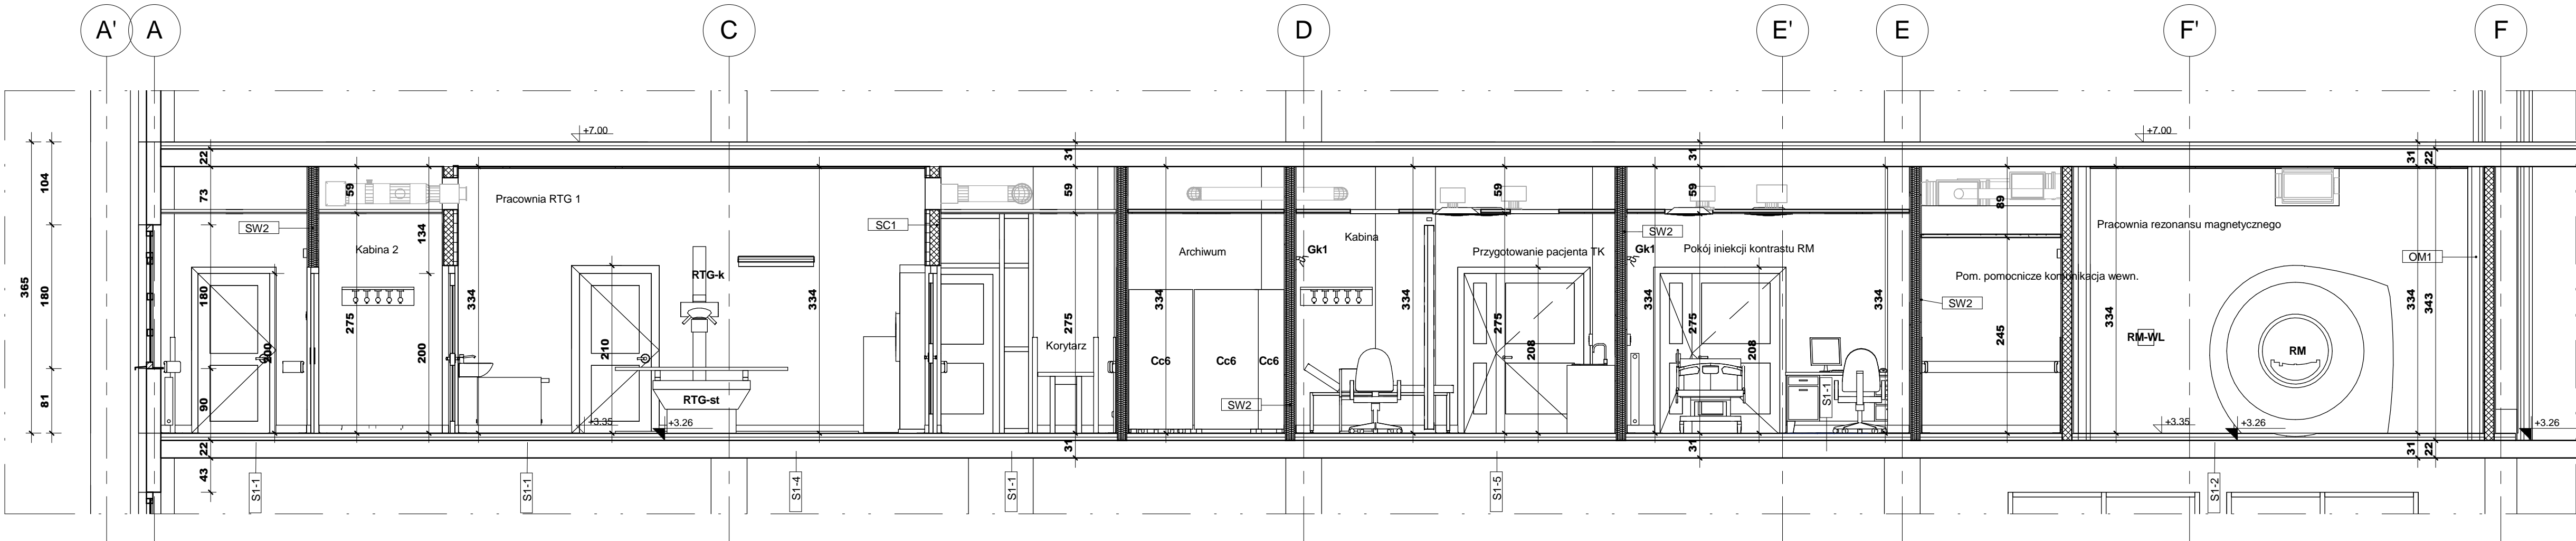 A' A C D E' E F' F
+7.00 +7.00
22 31 31 31 22
104 73 59 59 59 59 89
Pracownia RTG 1
SW2 134 SC1 SW2 Pracownia rezonansu magnetycznego
Kabina 2 Archiwum Gk1 Kabina Przygotowanie pacjenta TK Gk1 Pokój iniekcji kontrastu RM OM1
RTG-k Pom. pomocnicze komunikacja wewn.
365 180 180 334 334 334 334 334 334 SW2 334 334 343
275 275 275 275 245
200 200 210 Korytarz Cc6 Cc6 Cc6 208 208 RM-WL RM
81 90 RTG-st SW2 S1-1
+3.35 +3.26 +3.35 +3.26 +3.26
22 31 31 31 22
43 S1-1 S1-1 S1-4 S1-1 S1-5 S1-2